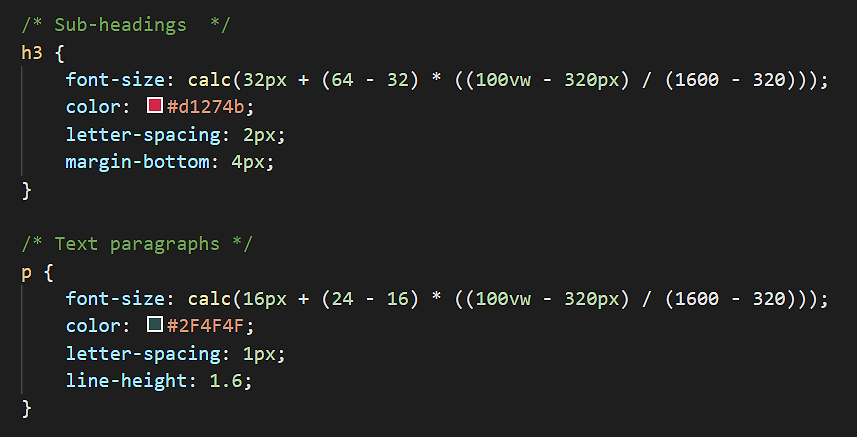 /* Sub-headings  */
h3 {
    font-size: calc(32px + (64 - 32) * ((100vw - 320px) / (1600 - 320)));
    color: #d1274b;
    letter-spacing: 2px;
    margin-bottom: 4px;
}
/* Text paragraphs */
p {
    font-size: calc(16px + (24 - 16) * ((100vw - 320px) / (1600 - 320)));
    color: #2F4F4F;
    letter-spacing: 1px;
    line-height: 1.6;
}